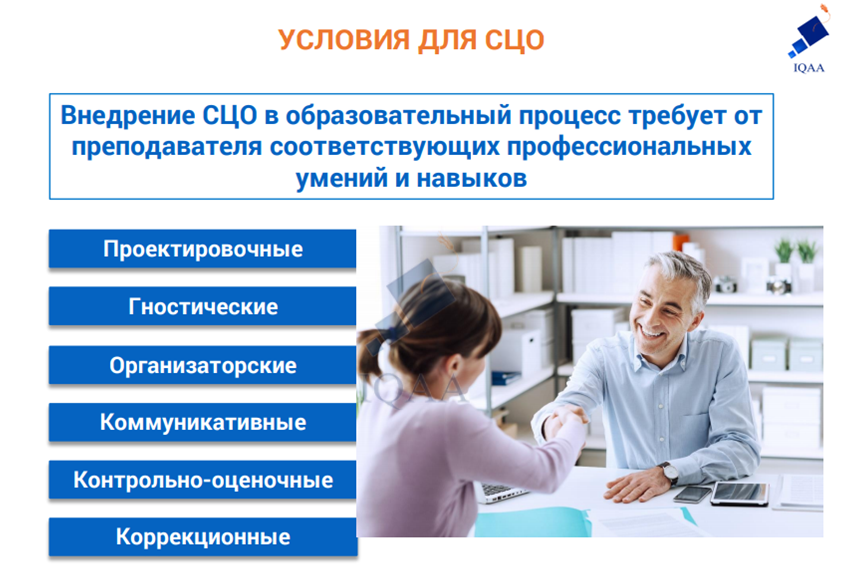 УСЛОВИЯ ДЛЯ СЦО
IQAA
Внедрение СЦО в образовательный процесс требует от
преподавателя соответствующих профессиональных
умений и навыков
Проектировочные
Гностические
Организаторские
Коммуникативные
Контрольно-оценочные
Коррекционные
IQAA